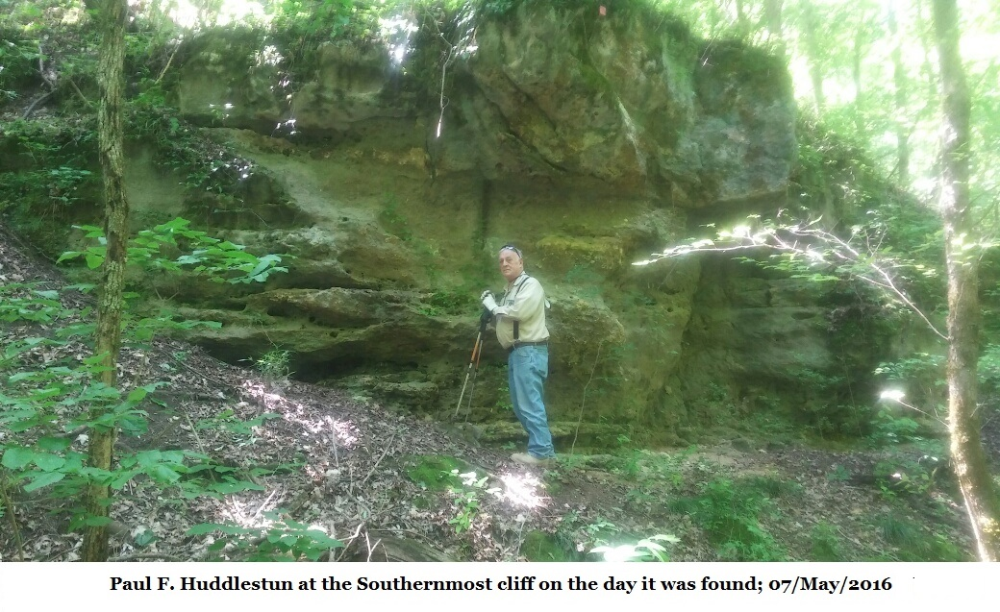 Paul F. Huddlestun at the Southernmost cliff on the day it was found; 07/May/2016